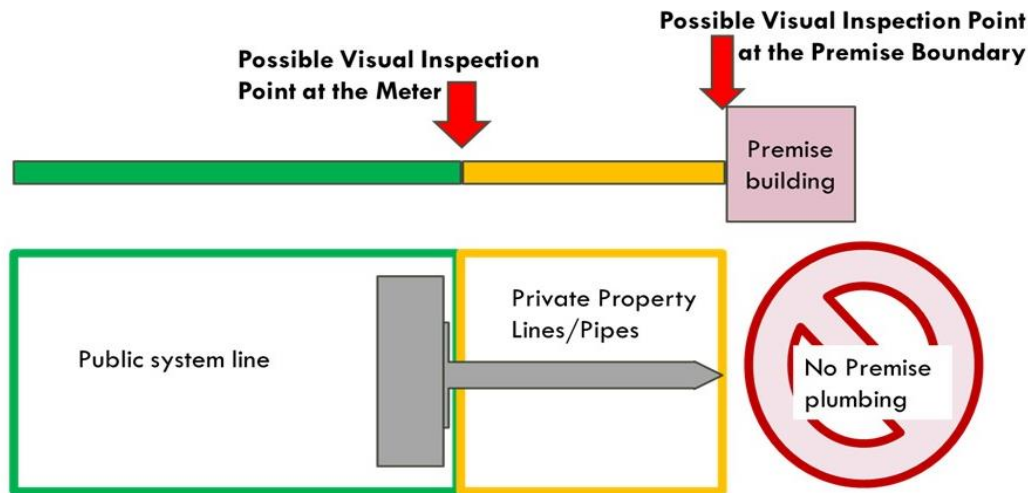 Possible Visual Inspection Point
at the Premise Boundary
Possible Visual Inspection
Point at the Meter
Premise
building
Public system line
Private Property
Lines/Pipes
No Premise
plumbing